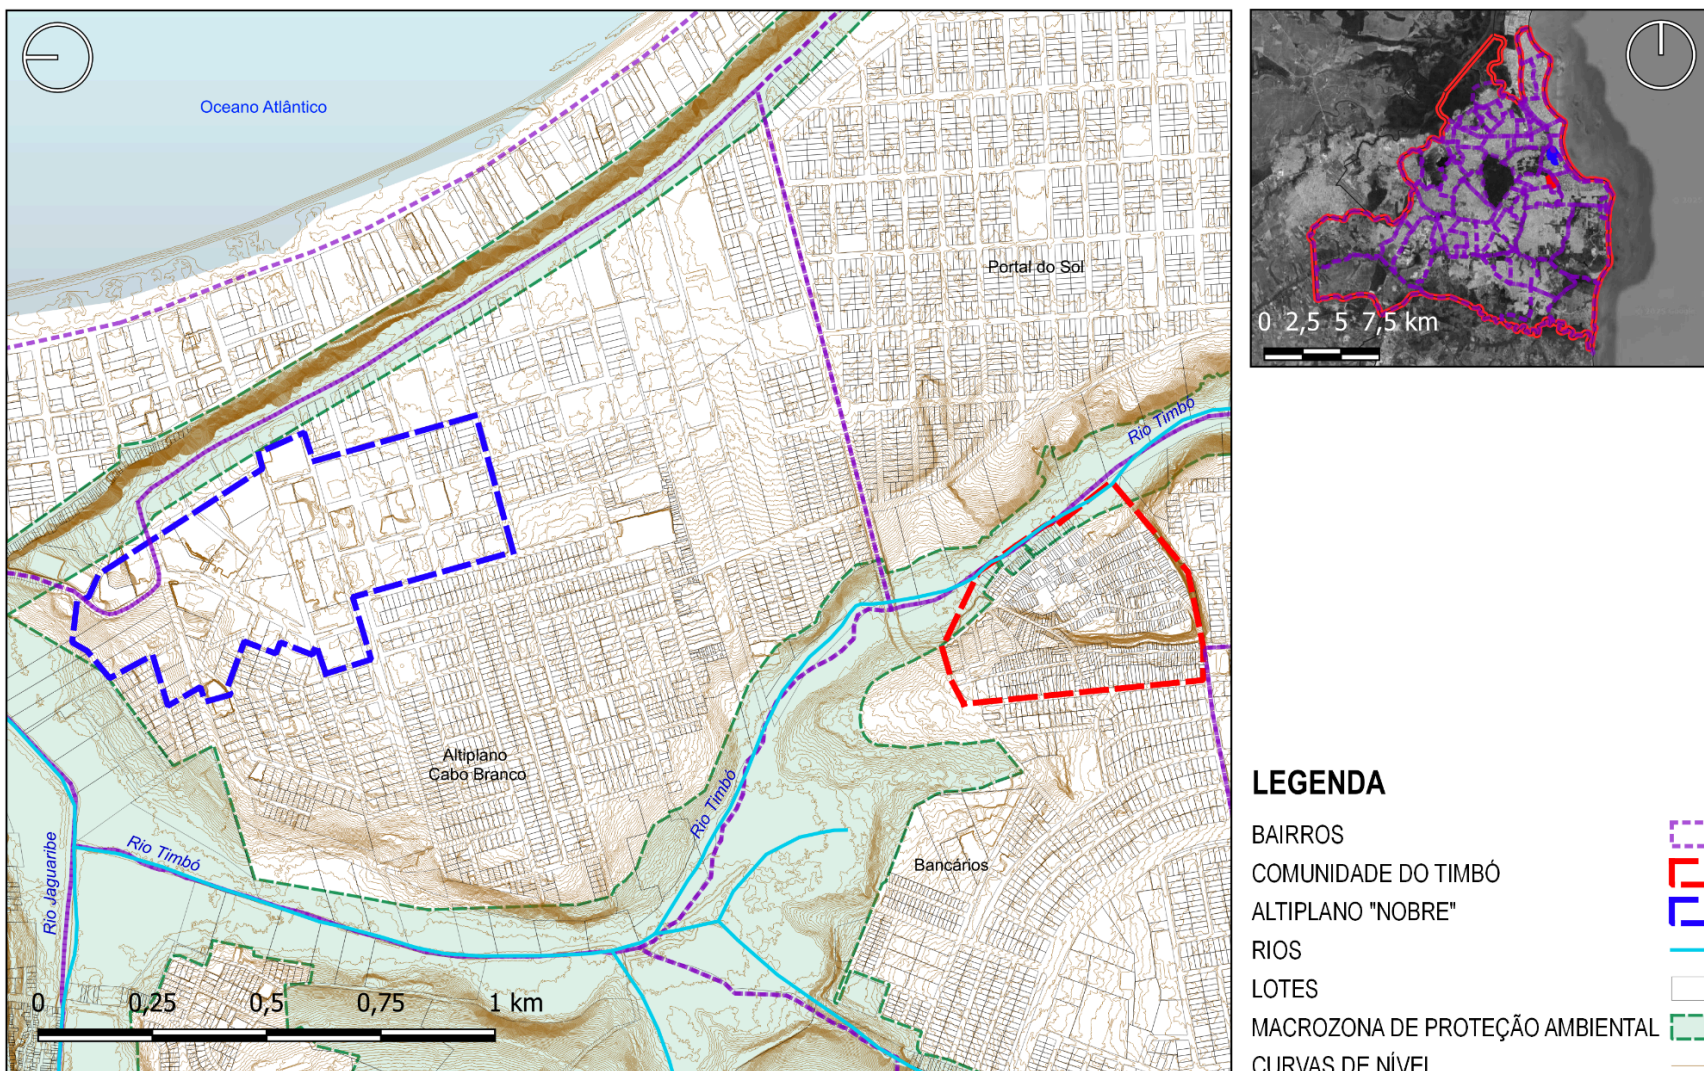 Oceano Atlântico
Portal do Sol
Rio Timbó
Altiplano
Cabo Branco
Rio Timbó
Rio Timbó
Rio Jaguaribe
Bancários
0 0,25 0,5 0,75 1 km
0 2,5 5 7,5 km
LEGENDA
BAIRROS
COMUNIDADE DO TIMBÓ
ALTIPLANO "NOBRE"
RIOS
LOTES
MACROZONA DE PROTEÇÃO AMBIENTAL
CURVAS DE NÍVEL